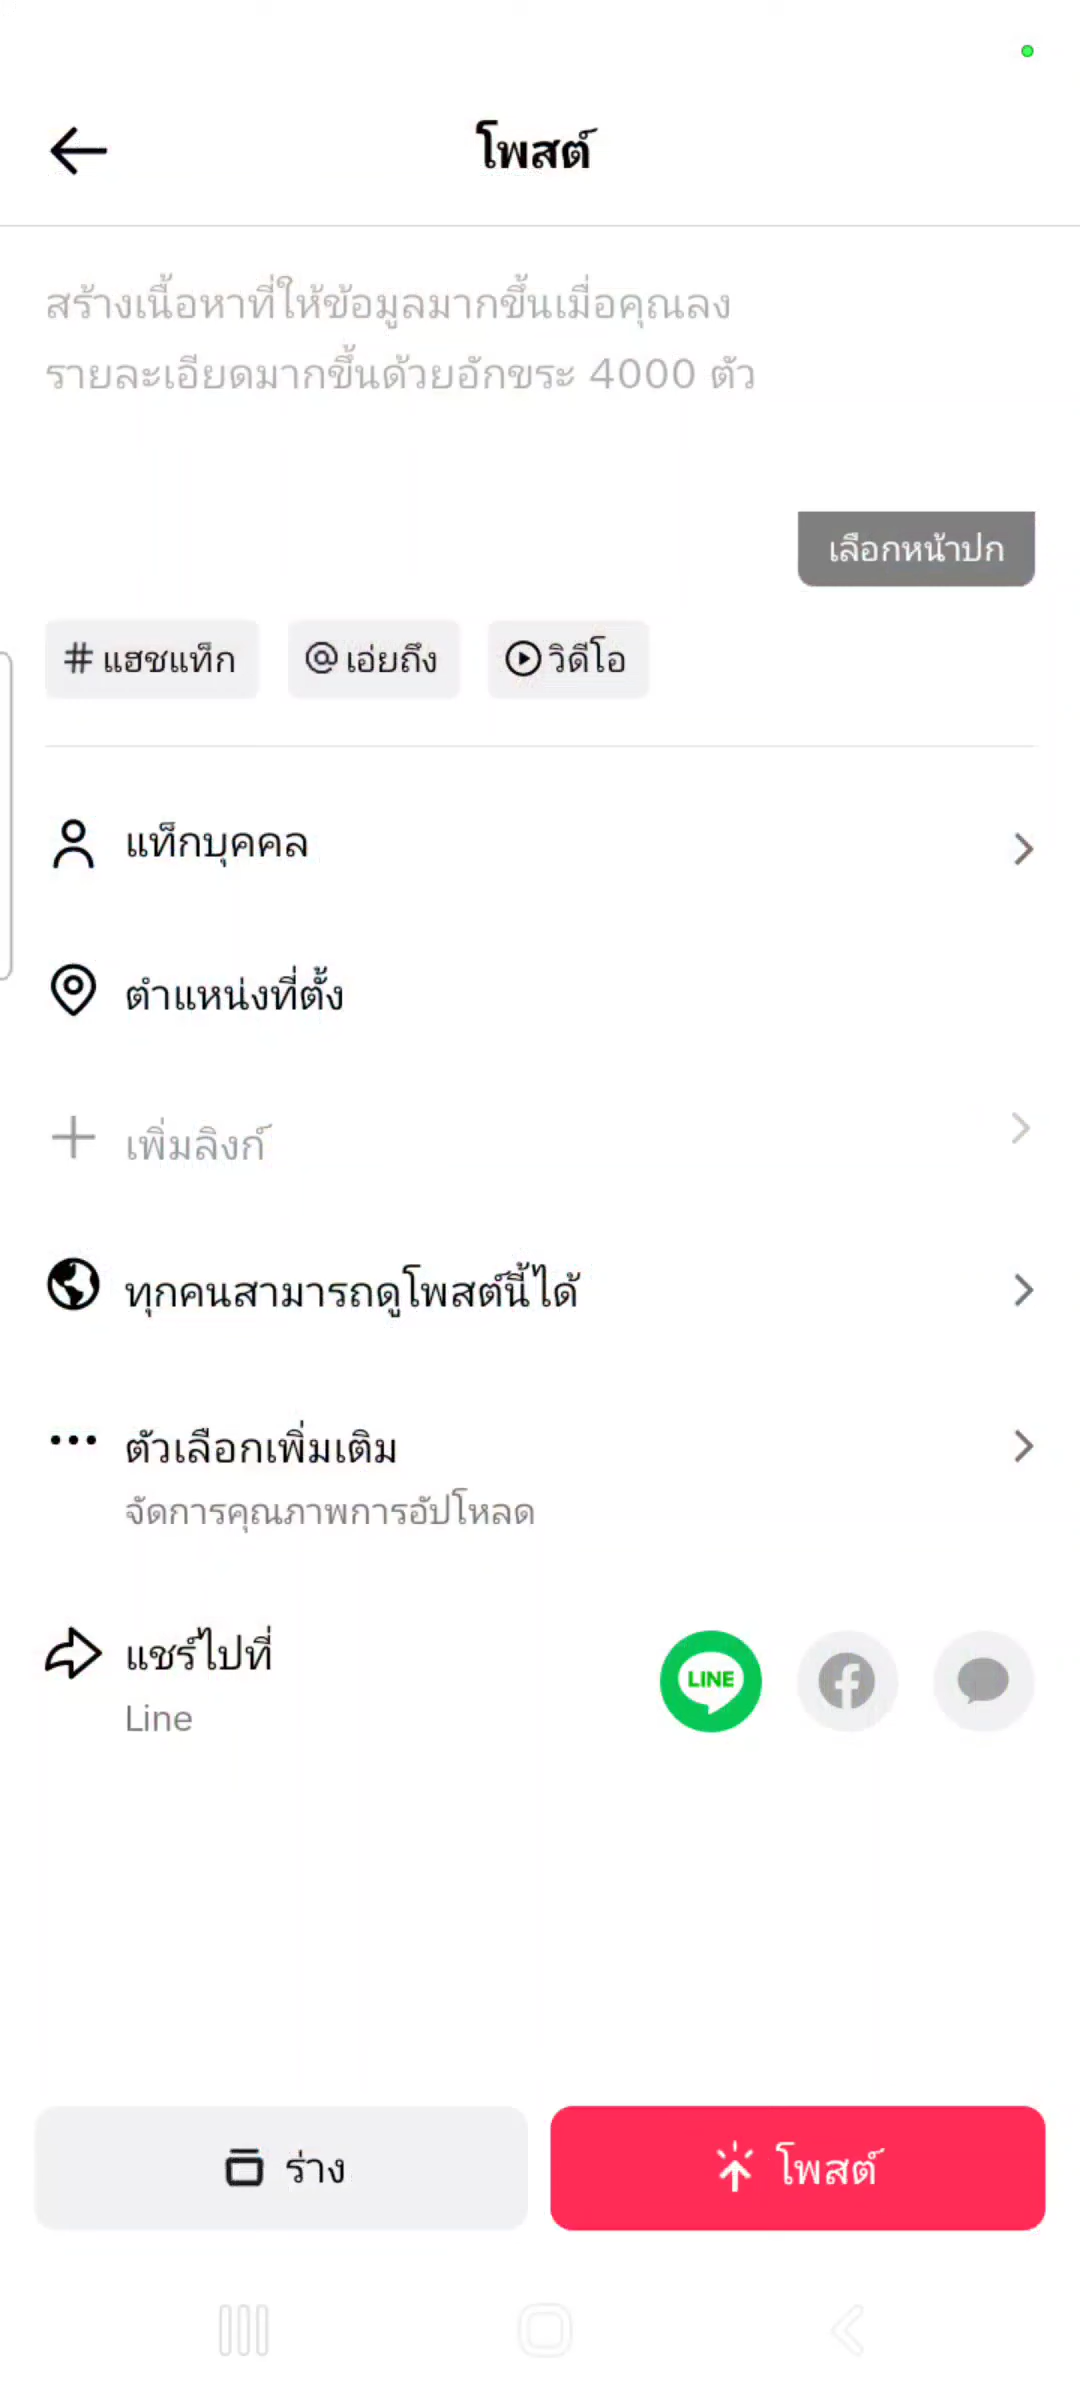 โพสต์
สร้างเนื้อหาที่ให้ข้อมูลมากขึ้นเมื่อคุณลง
รายละเอียดมากขึ้นด้วยอักขระ 4000 ตัว
เลือกหน้าปก
# แฮชแท็ก @ เอ่ยถึง วิดีโอ
แท็กบุคคล
ตำแหน่งที่ตั้ง
เพิ่มลิงก์
ทุกคนสามารถดูโพสต์นี้ได้
ตัวเลือกเพิ่มเติม
จัดการคุณภาพการอัปโหลด
แชร์ไปที่
LINE
Line
ร่าง โพสต์